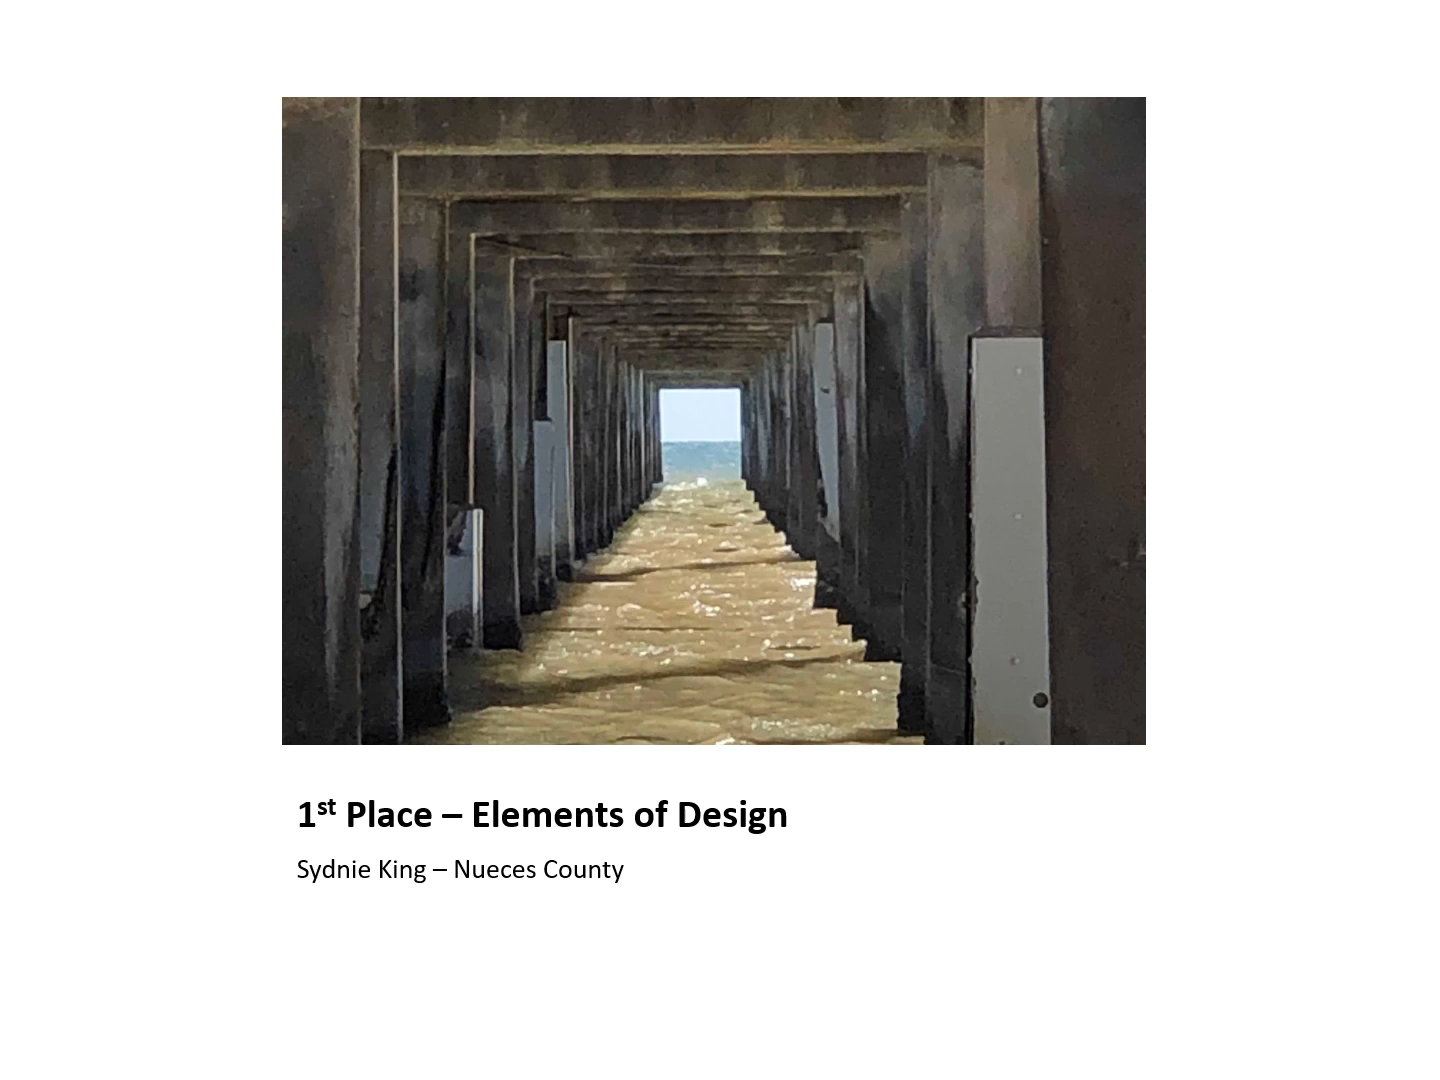 1st Place – Elements of Design
Sydnie King – Nueces County